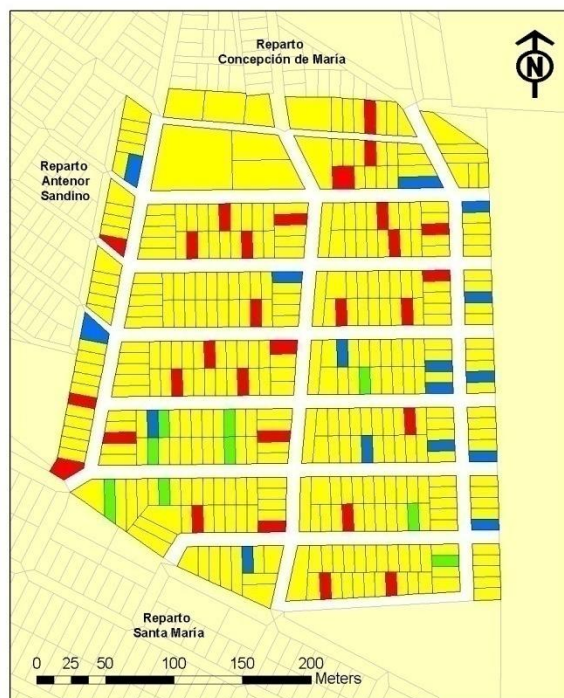 Reparto
Concepción de María
N
Reparto
Antenor
Sandino
Reparto
Santa María
0 25 50 100 150 200
Meters